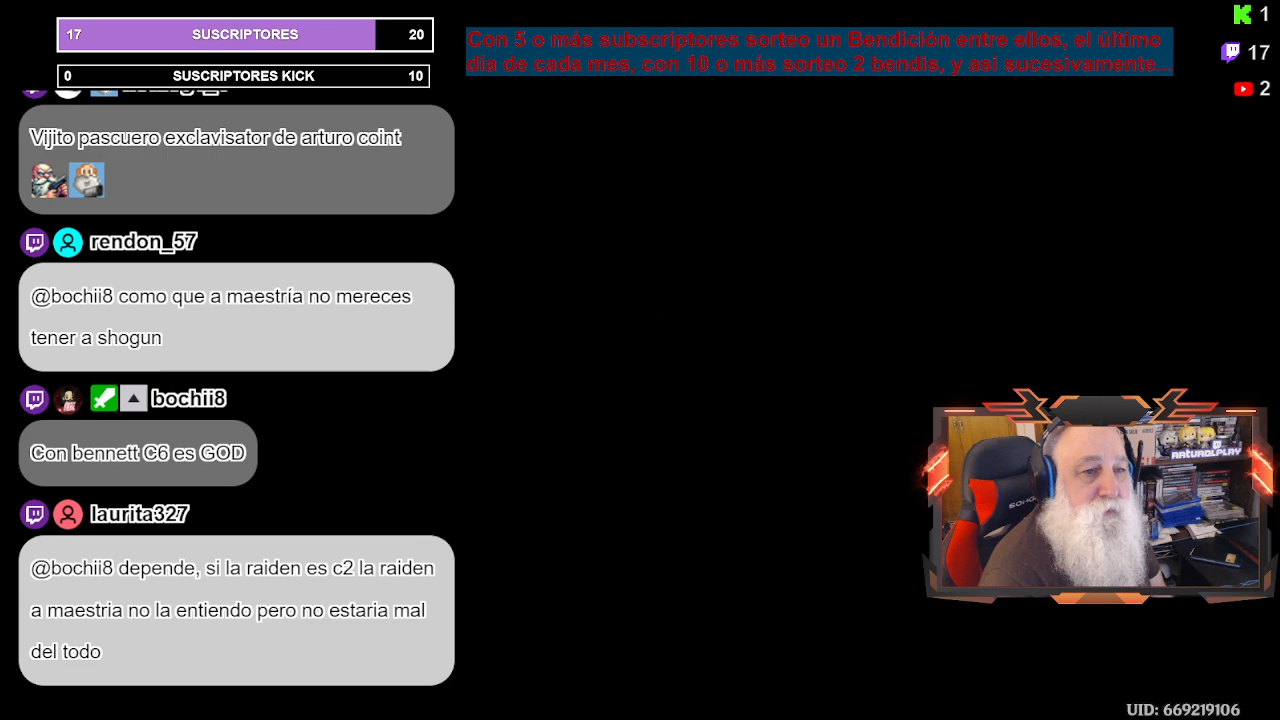 17 SUSCRIPTORES 20
0 SUSCRIPTORES KICK 10
Con 5 o más subscriptores sorteo un Bendición entre ellos, el último
día de cada mes, con 10 o más sorteo 2 bendis, y asi sucesivamente...
1
17
2
Vijito pascuero exclavisator de arturo coint
rendon_57
@bochii8 como que a maestría no mereces
tener a shogun
bochii8
Con bennett C6 es GOD
laurita327
@bochii8 depende, si la raiden es c2 la raiden
a maestria no la entiendo pero no estaria mal
del todo
ARTUROLPLAY
UID: 669219106